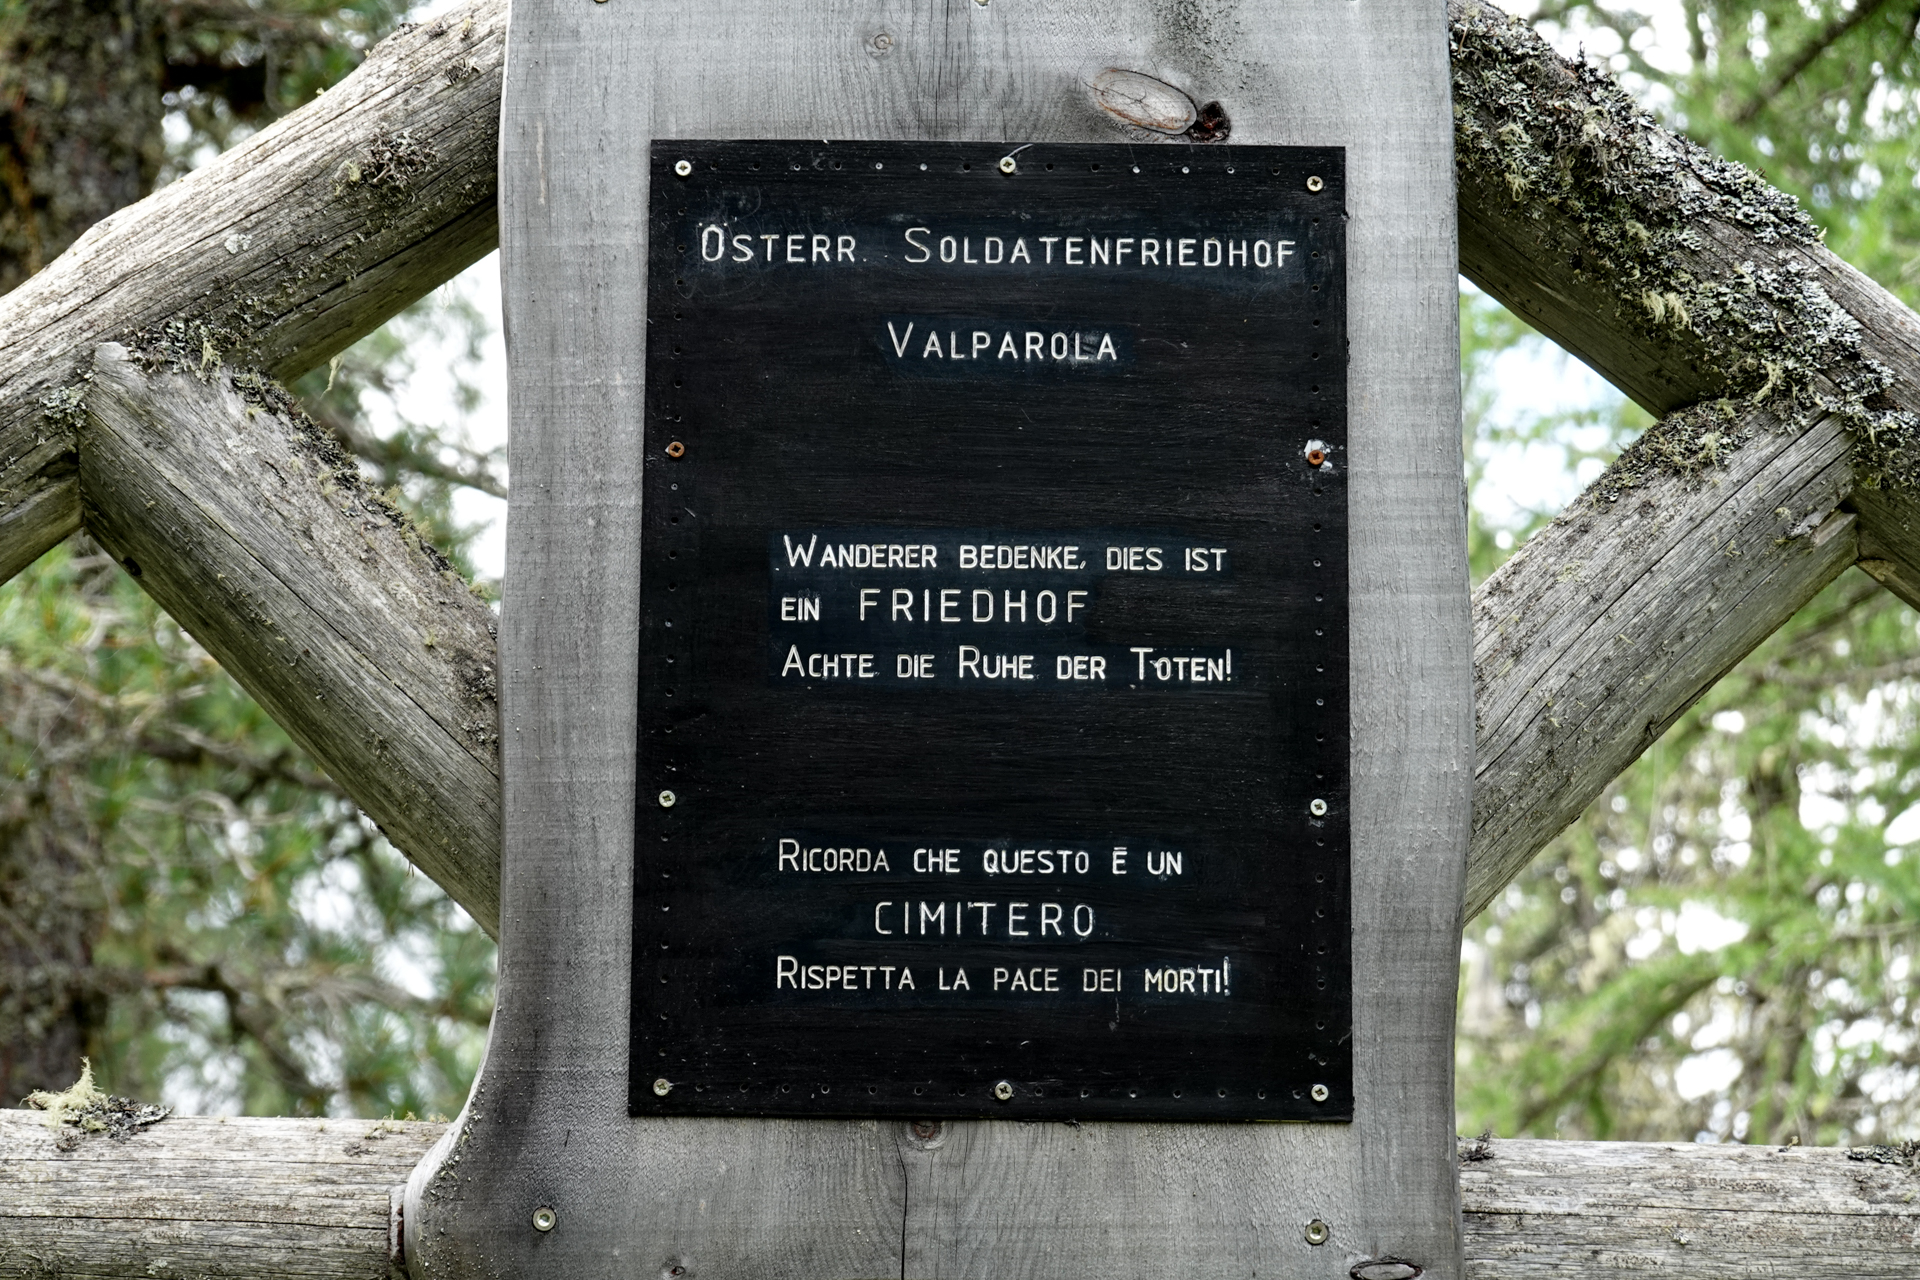 ÖSTERR. SOLDATENFRIEDHOF
VALPAROLA
WANDERER BEDENKE, DIES IST
EIN FRIEDHOF
ACHTE DIE RUHE DER TOTEN!
RICORDA CHE QUESTO Ē UN
CIMITERO
RISPETTA LA PACE DEI MORTI!